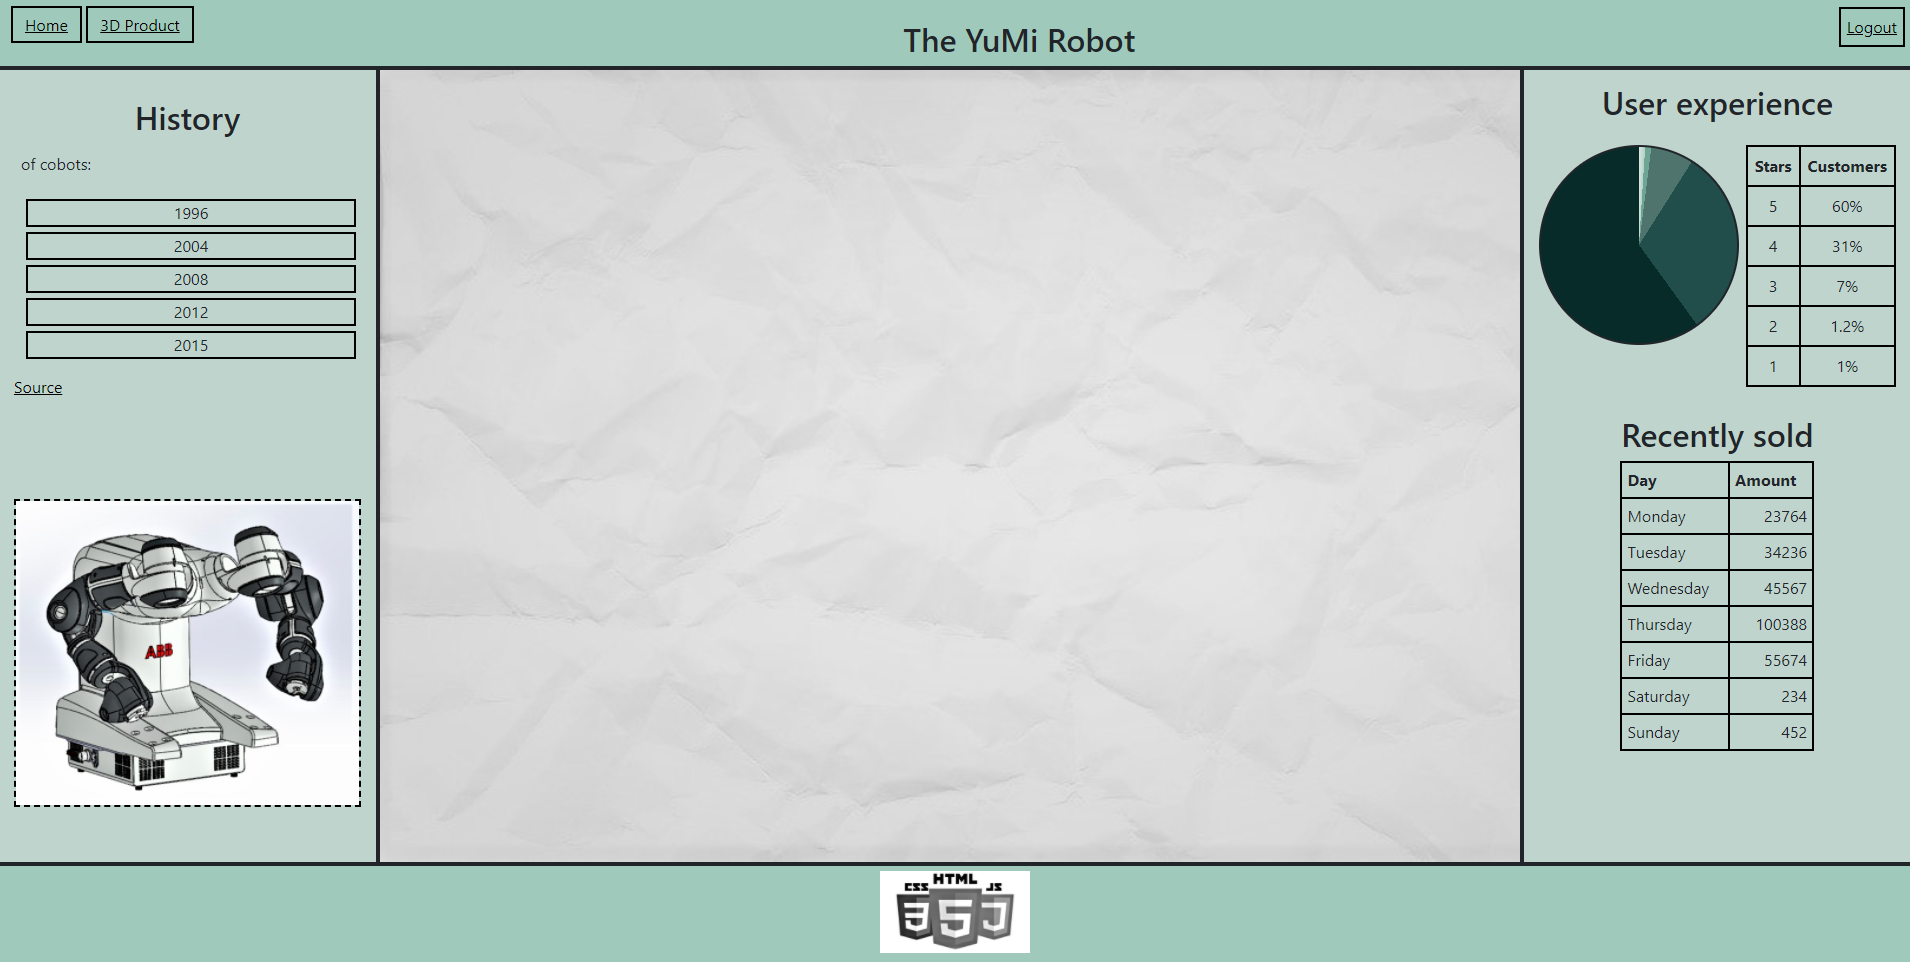 Home 3D Product
The YuMi Robot
Logout
History
of cobots:
1996
2004
2008
2012
2015
Source
ABB
User experience
Stars Customers
5 60%
4 31%
3 7%
2 1.2%
1 1%
Recently sold
Day Amount
Monday 23764
Tuesday 34236
Wednesday 45567
Thursday 100388
Friday 55674
Saturday 234
Sunday 452
HTML
CSS JS
3 5 J